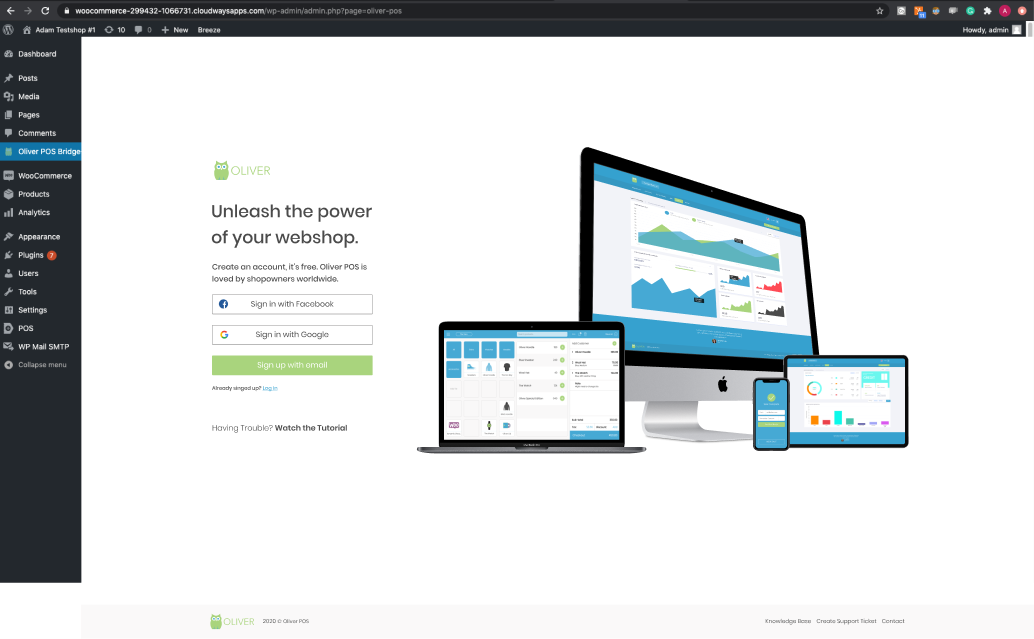 woocommerce-299432-1066731.cloudwaysapps.com/wp-admin/admin.php?page=oliver-pos
Adam Testshop #1 10 0 New Breeze Howdy, admin
Dashboard
Posts
Media
Pages
Comments
Oliver POS Bridge
WooCommerce
Products
Analytics
Appearance
Plugins 7
Users
Tools
Settings
POS
WP Mail SMTP
Collapse menu
OLIVER
Unleash the power
of your webshop.
Create an account, it's free. Oliver POS is
loved by shopowners worldwide.
Sign In with Facebook
Sign in with Google
Sign up with email
Already singed up? Log in
Having Trouble? Watch the Tutorial
OLIVER 2020 © Oliver POS Knowledge Base Create Support Ticket Contact